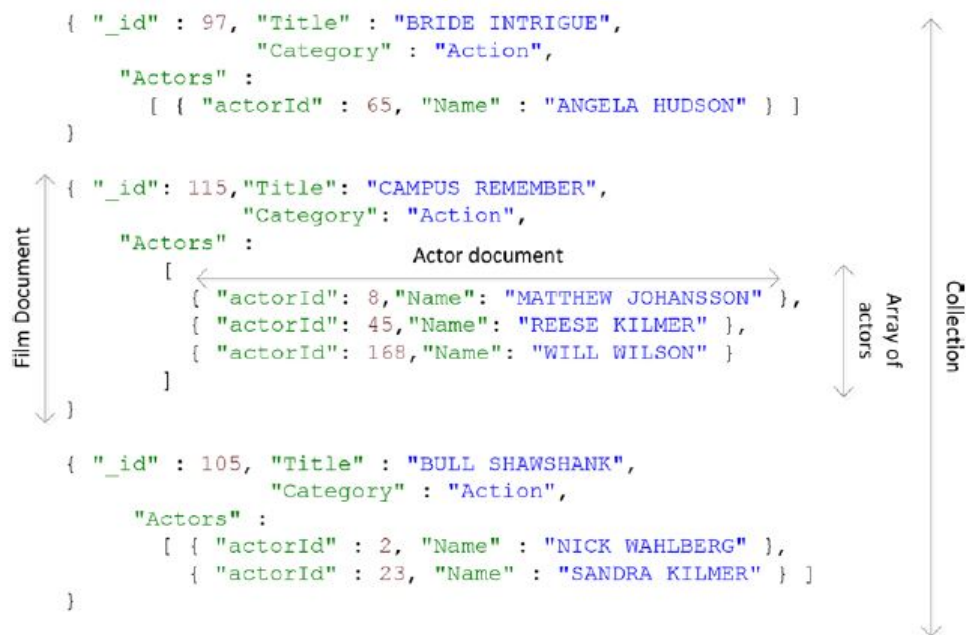 { "_id" : 97, "Title" : "BRIDE INTRIGUE",
"Category" : "Action",
"Actors" :
[ { "actorId" : 65, "Name" : "ANGELA HUDSON" } ]
}
{ "_id": 115,"Title": "CAMPUS REMEMBER",
"Category": "Action",
"Actors" :
Actor document
[
{ "actorId": 8,"Name": "MATTHEW JOHANSSON" },
{ "actorId": 45,"Name": "REESE KILMER" },
{ "actorId": 168,"Name": "WILL WILSON" }
]
}
Film Document
Array of
actors
Collection
{ "_id" : 105, "Title" : "BULL SHAWSHANK",
"Category" : "Action",
"Actors" :
[ { "actorId" : 2, "Name" : "NICK WAHLBERG" },
{ "actorId" : 23, "Name" : "SANDRA KILMER" } ]
}